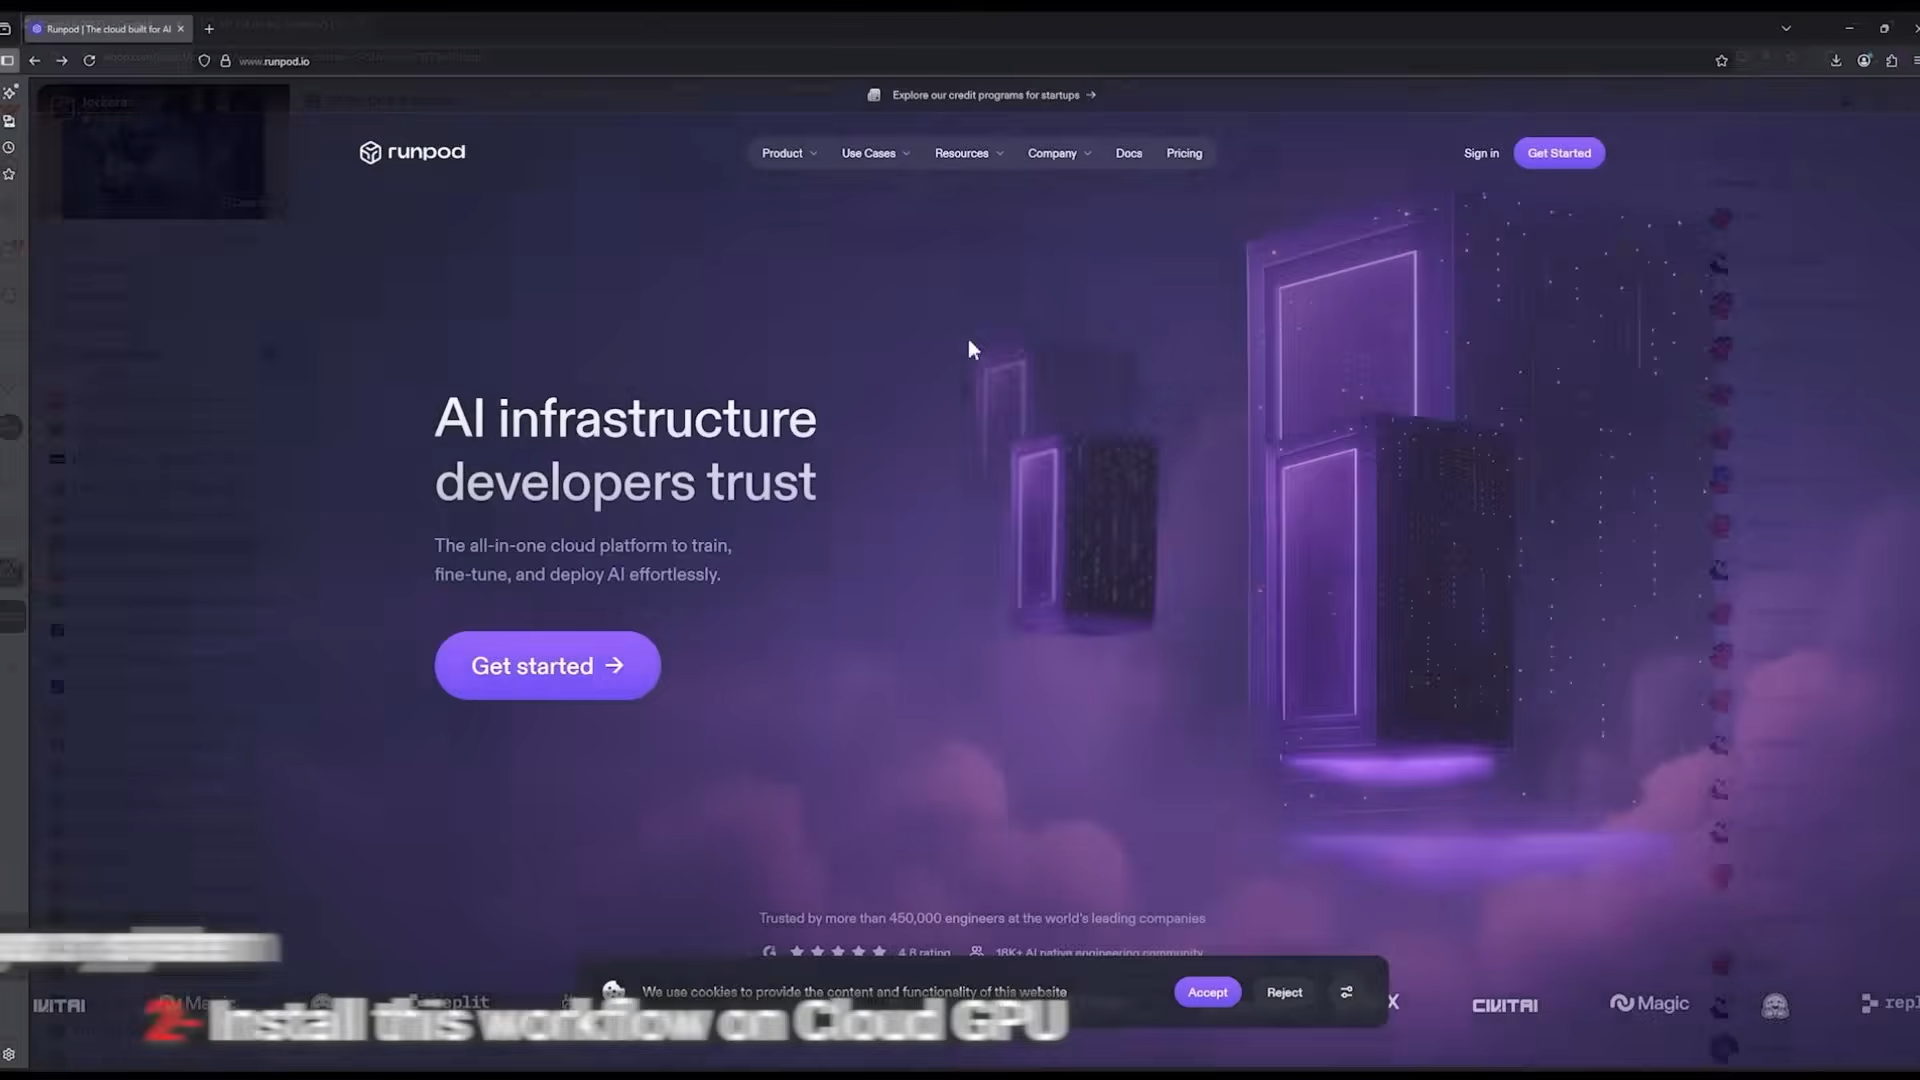 Runpod | The cloud built for AI
www.runpod.io
Explore our credit programs for startups →
runpod
Product
Use Cases
Resources
Company
Docs
Pricing
Sign in
Get Started
AI infrastructure
developers trust
The all-in-one cloud platform to train,
fine-tune, and deploy AI effortlessly.
Get started →
Trusted by more than 450,000 engineers at the world's leading companies
4.8 rating
16K+ AI native engineering community
We use cookies to provide the content and functionality of this website
Accept
Reject
CIVITAI
Magic
2- Install this workflow on Cloud GPU